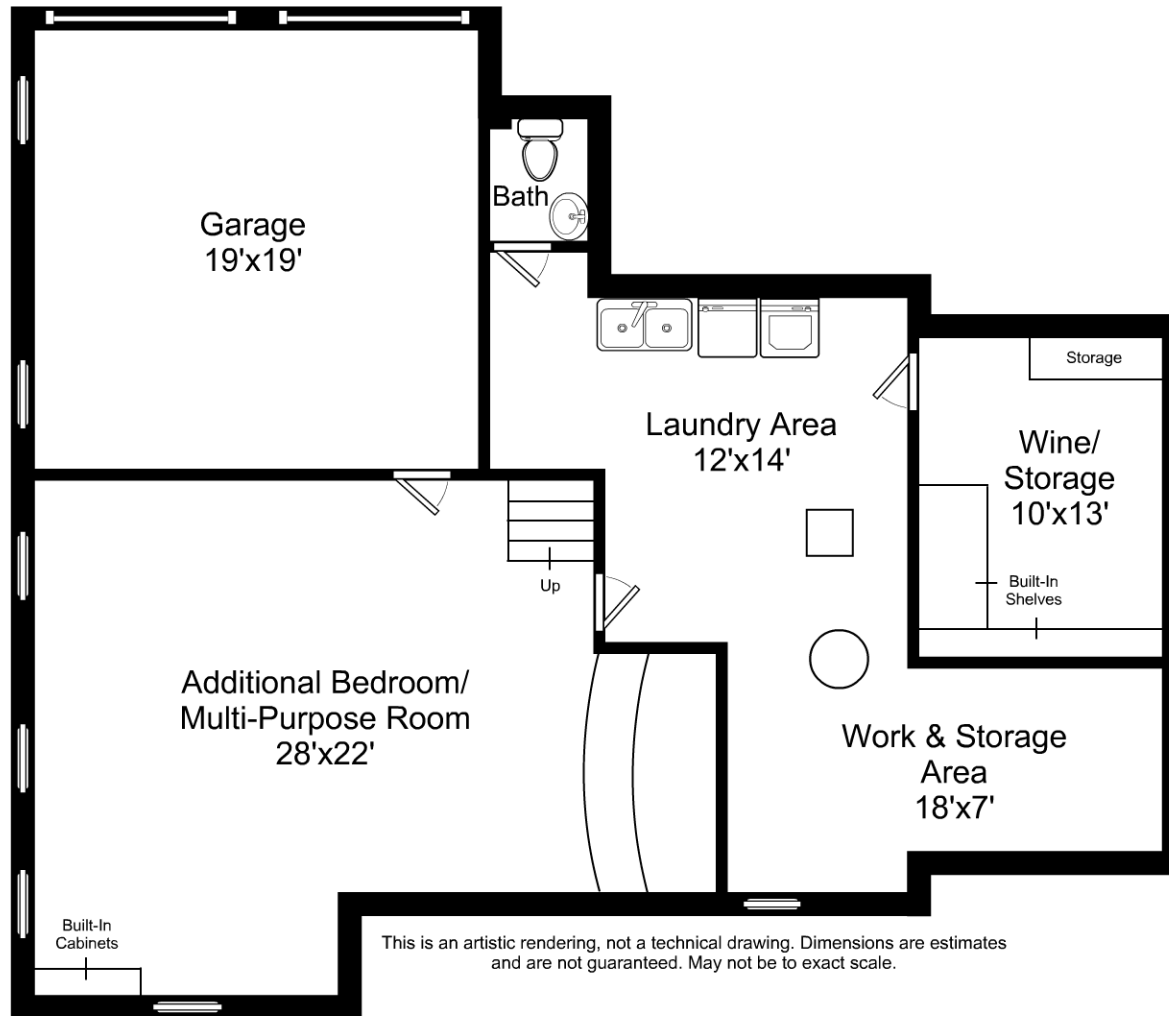 Garage
19'x19'
Bath
Laundry Area
12'x14'
Storage
Wine/
Storage
10'x13'
Built-In
Shelves
Up
Additional Bedroom/
Multi-Purpose Room
28'x22'
Work & Storage
Area
18'x7'
Built-In
Cabinets
This is an artistic rendering, not a technical drawing. Dimensions are estimates
and are not guaranteed. May not be to exact scale.